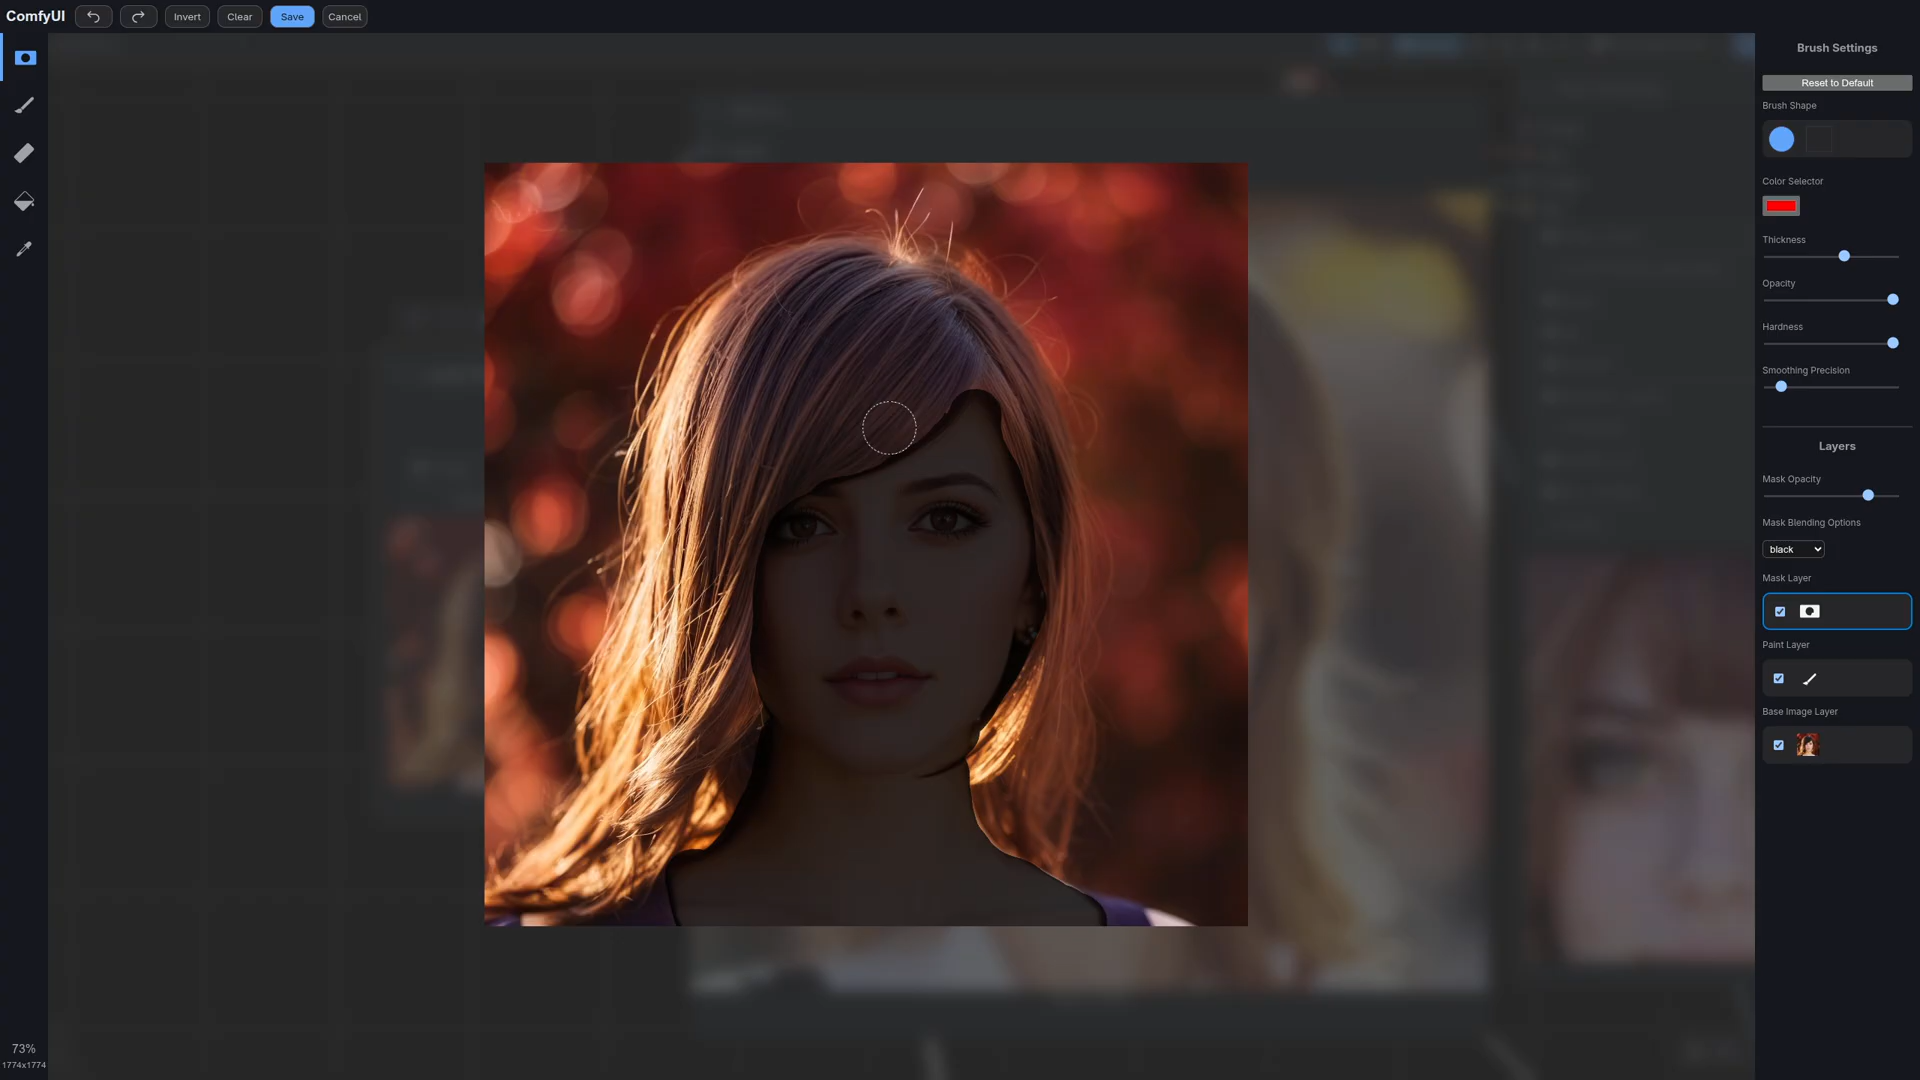 ComfyUI
Invert
Clear
Save
Cancel
Brush Settings
Reset to Default
Brush Shape
Color Selector
Thickness
Opacity
Hardness
Smoothing Precision
Layers
Mask Opacity
Mask Blending Options
black
Mask Layer
Paint Layer
Base Image Layer
73%
1774x1774